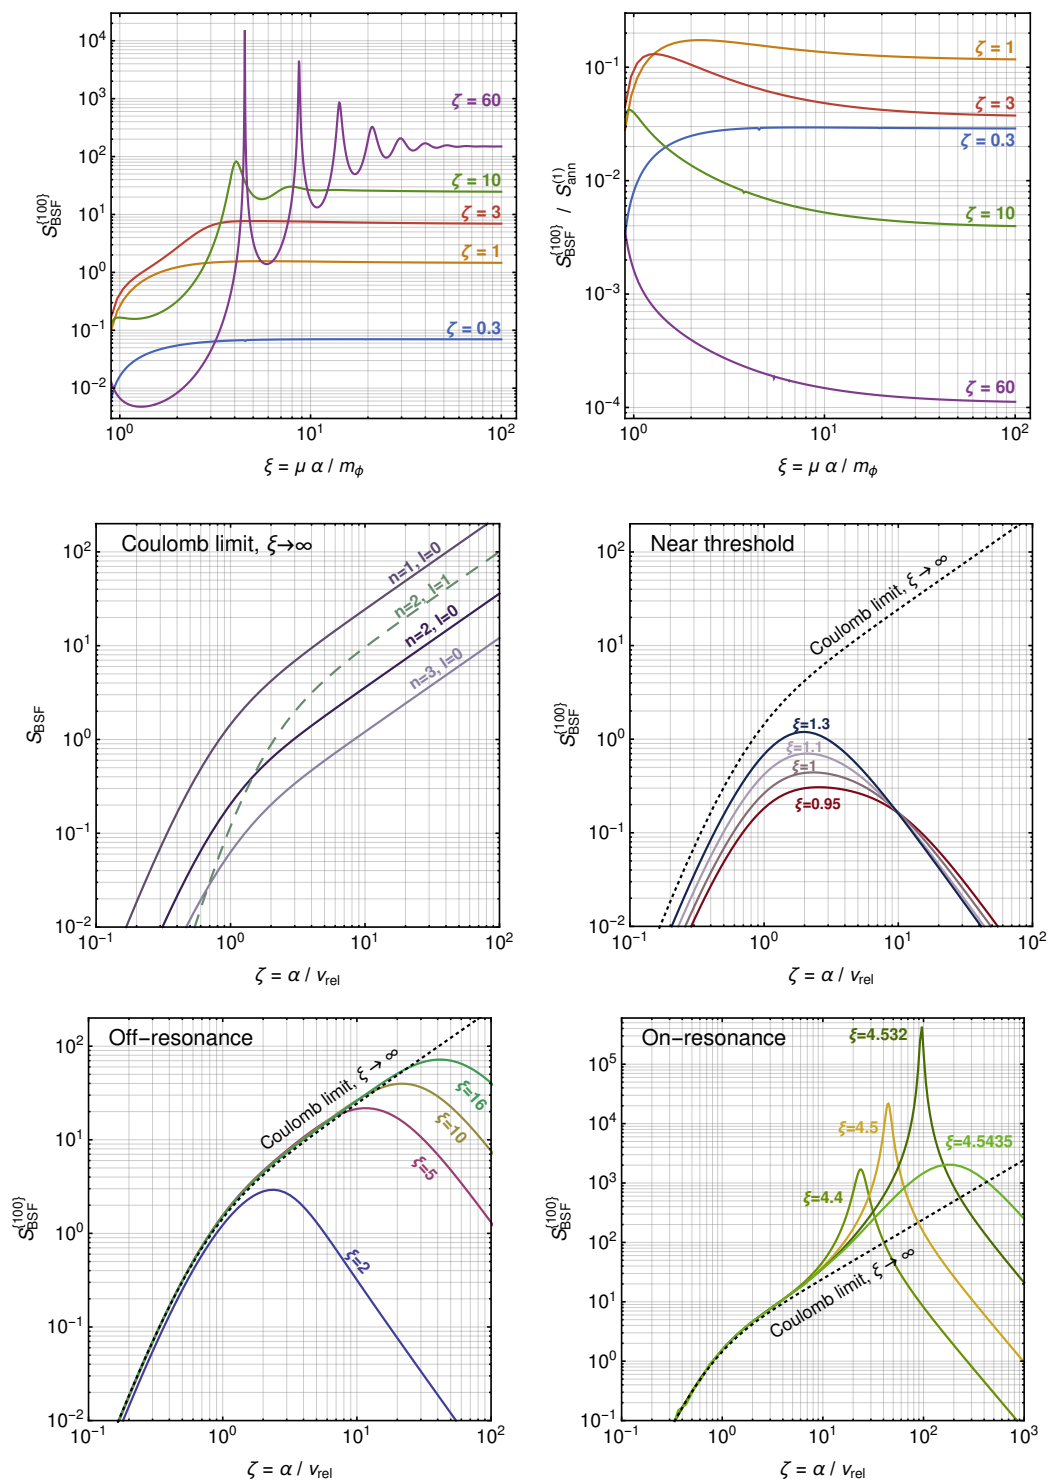 10^4
10^3
10^2
10^1
10^0
10^-1
10^-2
S_BSF^{100}
ζ = 60
ζ = 10
ζ = 3
ζ = 1
ζ = 0.3
10^0
10^1
10^2
ξ = μ α / m_ϕ
10^-1
10^-2
10^-3
10^-4
S_BSF^{100} / S_ann^(1)
ζ = 1
ζ = 3
ζ = 0.3
ζ = 10
ζ = 60
10^0
10^1
10^2
ξ = μ α / m_ϕ
Coulomb limit, ξ→∞
10^2
10^1
10^0
10^-1
10^-2
S_BSF
n=1, l=0
n=2, l=1
n=2, l=0
n=3, l=0
10^-1
10^0
10^1
10^2
ζ = α / v_rel
Near threshold
10^2
10^1
10^0
10^-1
10^-2
S_BSF^{100}
Coulomb limit, ξ → ∞
ξ=1.3
ξ=1.1
ξ=1
ξ=0.95
10^-1
10^0
10^1
10^2
ζ = α / v_rel
Off−resonance
10^2
10^1
10^0
10^-1
10^-2
S_BSF^{100}
Coulomb limit, ξ → ∞
ξ=16
ξ=10
ξ=5
ξ=2
10^-1
10^0
10^1
10^2
ζ = α / v_rel
On−resonance
10^5
10^4
10^3
10^2
10^1
10^0
10^-1
S_BSF^{100}
ξ=4.532
ξ=4.5
ξ=4.5435
ξ=4.4
Coulomb limit, ξ → ∞
10^-1
10^0
10^1
10^2
10^3
ζ = α / v_rel